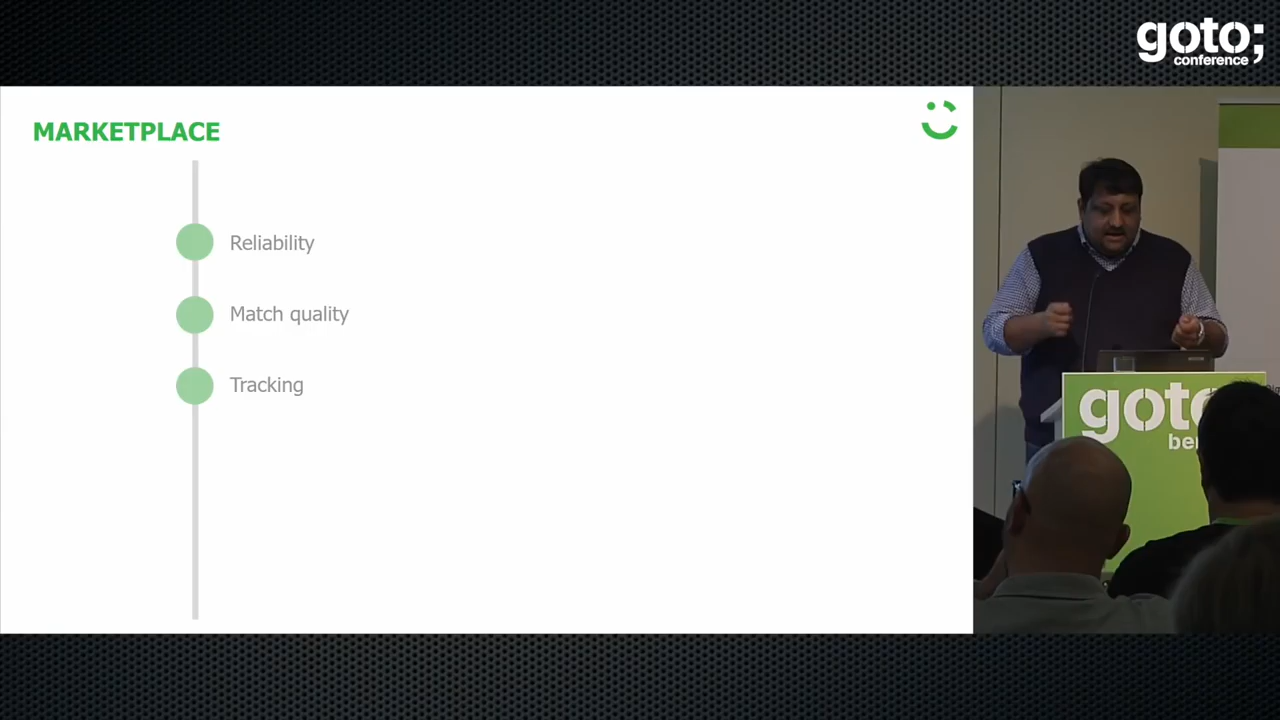 goto;
conference
MARKETPLACE
Reliability
Match quality
Tracking
goto
ber